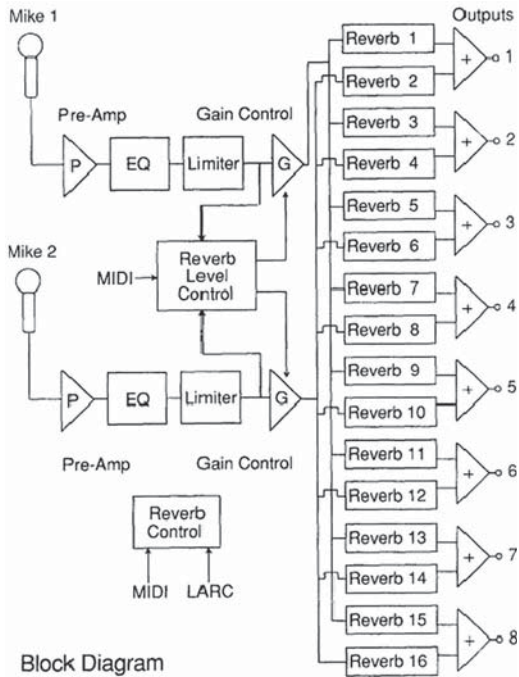 Mike 1
Outputs
Reverb 1
1
+
Reverb 2
Pre-Amp
Gain Control
Reverb 3
2
+
Reverb 4
P
EQ
Limiter
G
Reverb 5
3
+
Reverb 6
Mike 2
MIDI
Reverb
Level
Control
Reverb 7
4
+
Reverb 8
Reverb 9
5
+
Reverb 10
P
EQ
Limiter
G
Reverb 11
6
+
Reverb 12
Pre-Amp
Gain Control
Reverb
Control
Reverb 13
7
+
Reverb 14
MIDI
LARC
Reverb 15
8
+
Reverb 16
Block Diagram